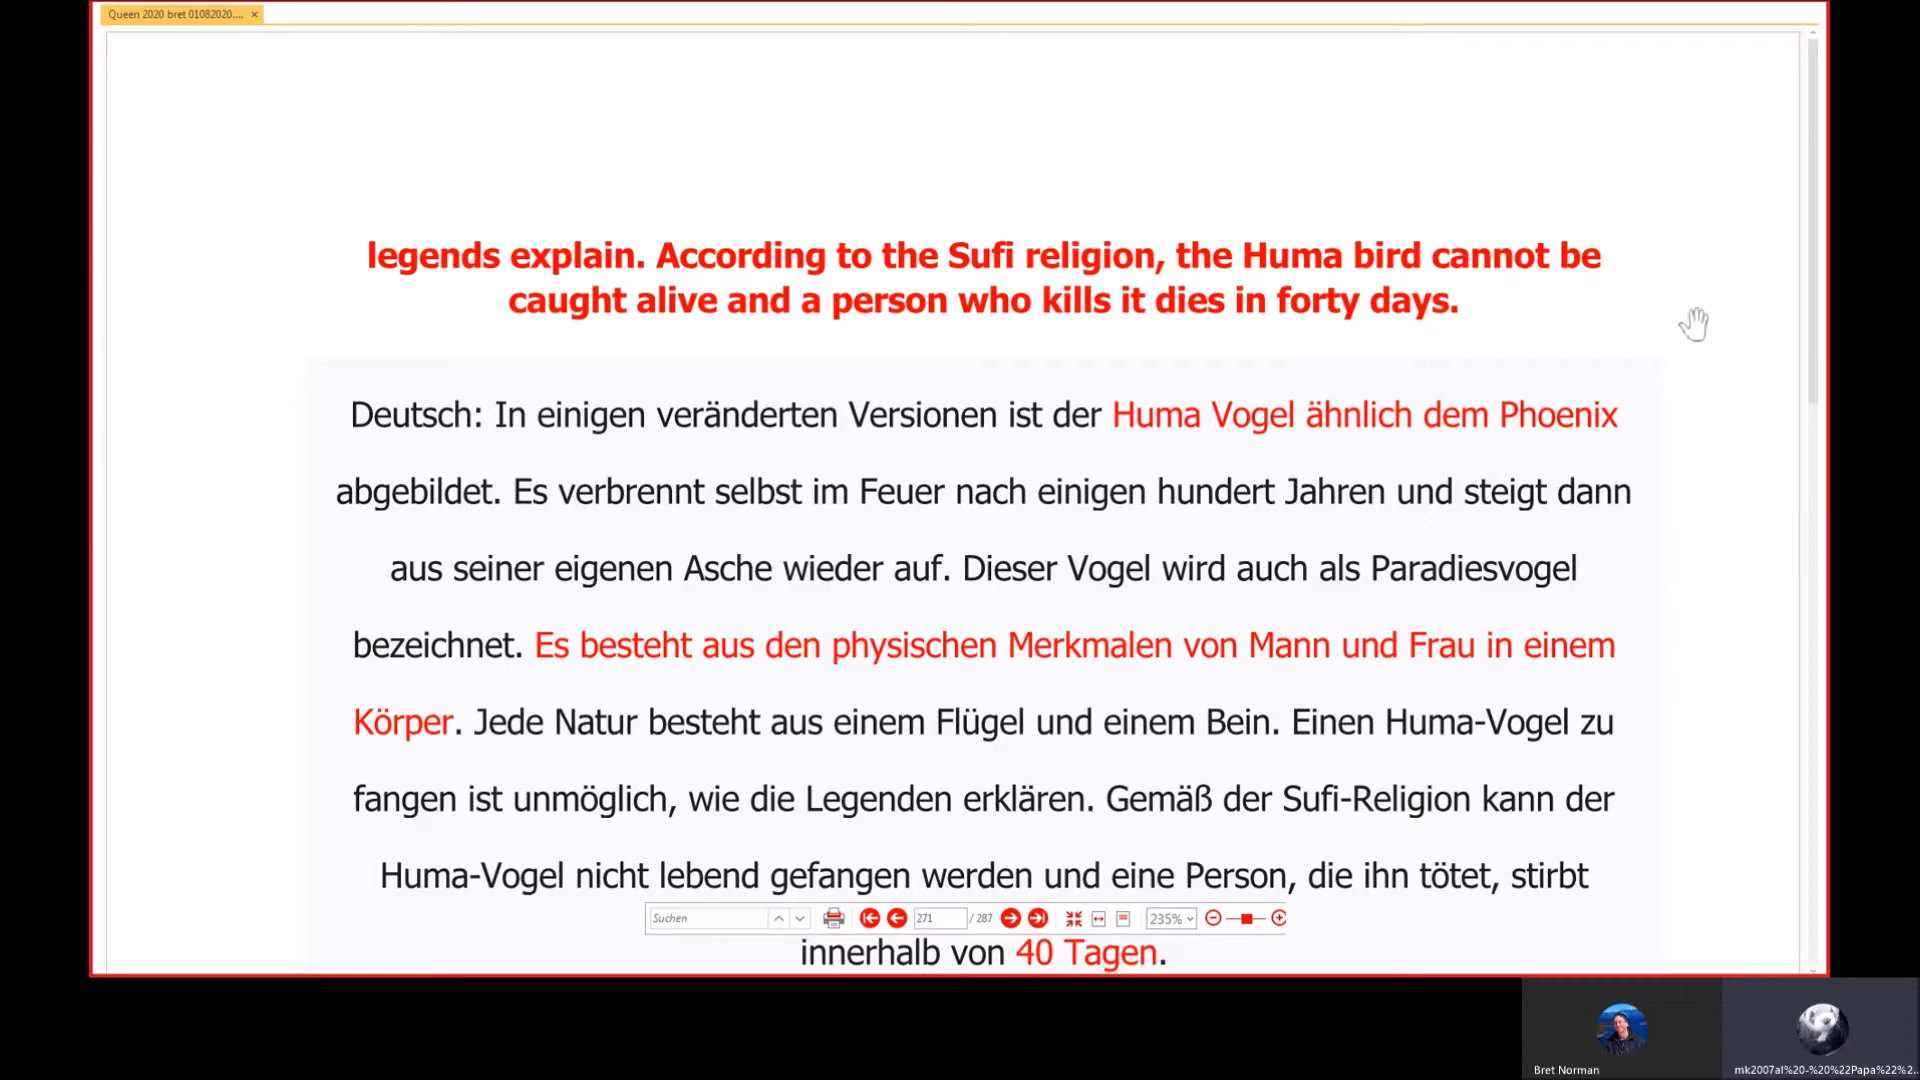 Queen 2020 bret 01082020....
legends explain. According to the Sufi religion, the Huma bird cannot be
caught alive and a person who kills it dies in forty days.
Deutsch: In einigen veränderten Versionen ist der Huma Vogel ähnlich dem Phoenix
abgebildet. Es verbrennt selbst im Feuer nach einigen hundert Jahren und steigt dann
aus seiner eigenen Asche wieder auf. Dieser Vogel wird auch als Paradiesvogel
bezeichnet. Es besteht aus den physischen Merkmalen von Mann und Frau in einem
Körper. Jede Natur besteht aus einem Flügel und einem Bein. Einen Huma-Vogel zu
fangen ist unmöglich, wie die Legenden erklären. Gemäß der Sufi-Religion kann der
Huma-Vogel nicht lebend gefangen werden und eine Person, die ihn tötet, stirbt
Suchen 271 / 287 235%
innerhalb von 40 Tagen.
Bret Norman mk2007al%20-%20%22Papa%22%2...